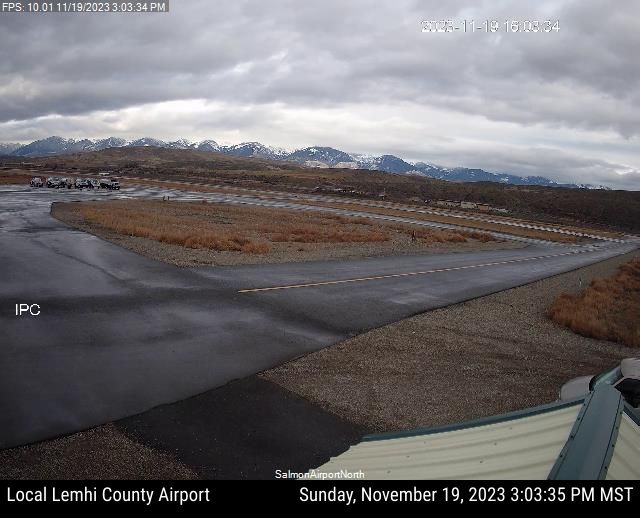 FPS: 10.01 11/19/2023 3:03:34 PM
2023-11-19 16:03:34
IPC
SalmonAirportNorth
Local Lemhi County Airport
Sunday, November 19, 2023 3:03:35 PM MST